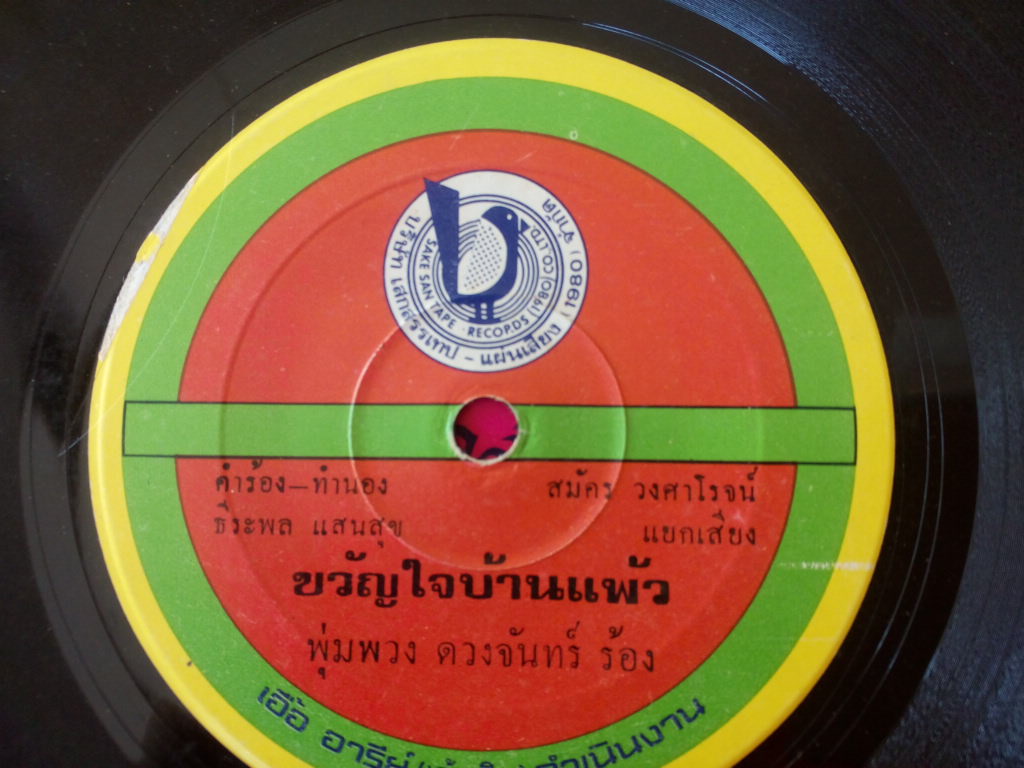 บริษัท เสกสรรเทป - แผ่นเสียง (1980) จำกัด
SAKE SAN TAPE · RECOPDS (1980) CO.,LTD.
คำร้อง – ทำนอง
ธีระพล แสนสุข
สมัคร วงศาโรจน์
แยกเสียง
ขวัญใจบ้านแพ้ว
พุ่มพวง ดวงจันทร์ ร้อง
เอื้อ อารีย์ ดำเนินงาน